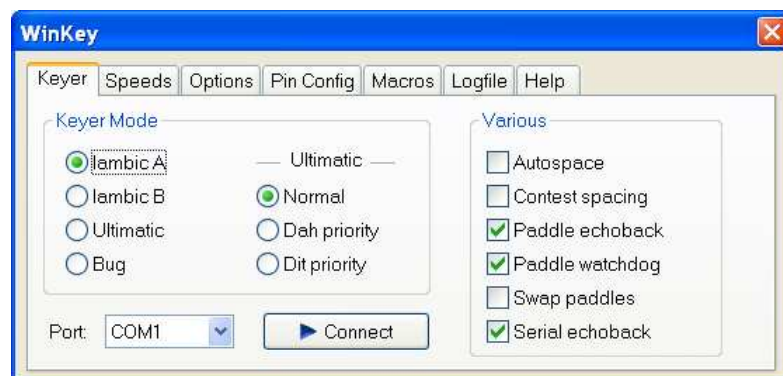 WinKey
Keyer Speeds Options Pin Config Macros Logfile Help
Keyer Mode
Iambic A
Iambic B
Ultimatic
Bug
Ultimatic
Normal
Dah priority
Dit priority
Various
Autospace
Contest spacing
Paddle echoback
Paddle watchdog
Swap paddles
Serial echoback
Port: COM1 Connect